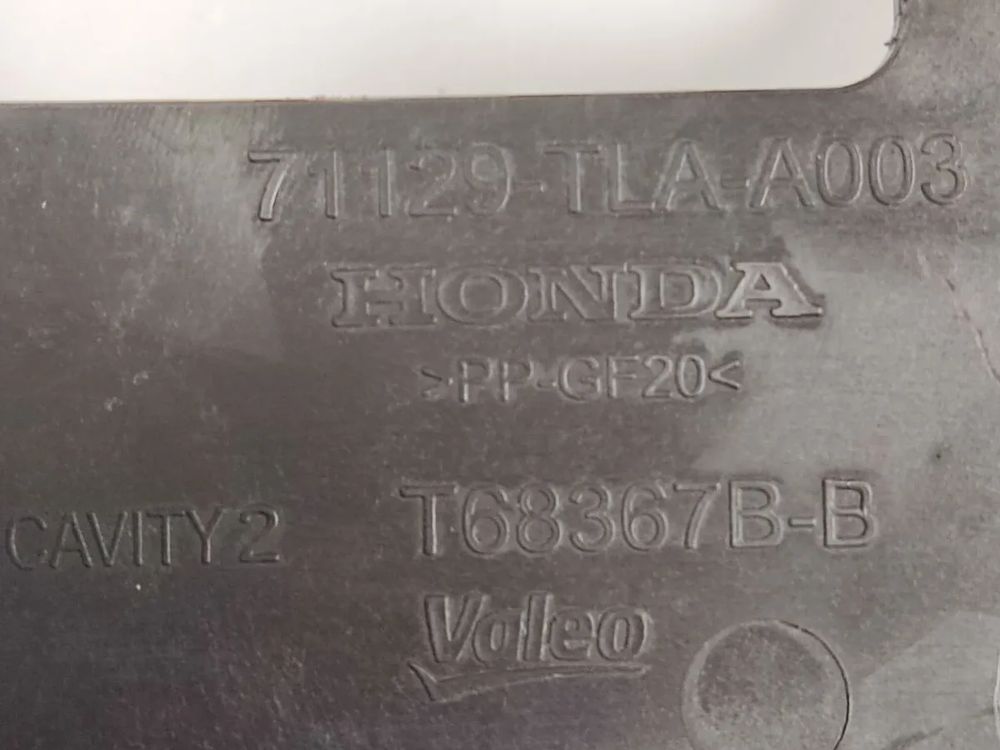 71129-TLA-A003
HONDA
>PP-GF20<
T68367B-B
CAVITY 2
Valeo